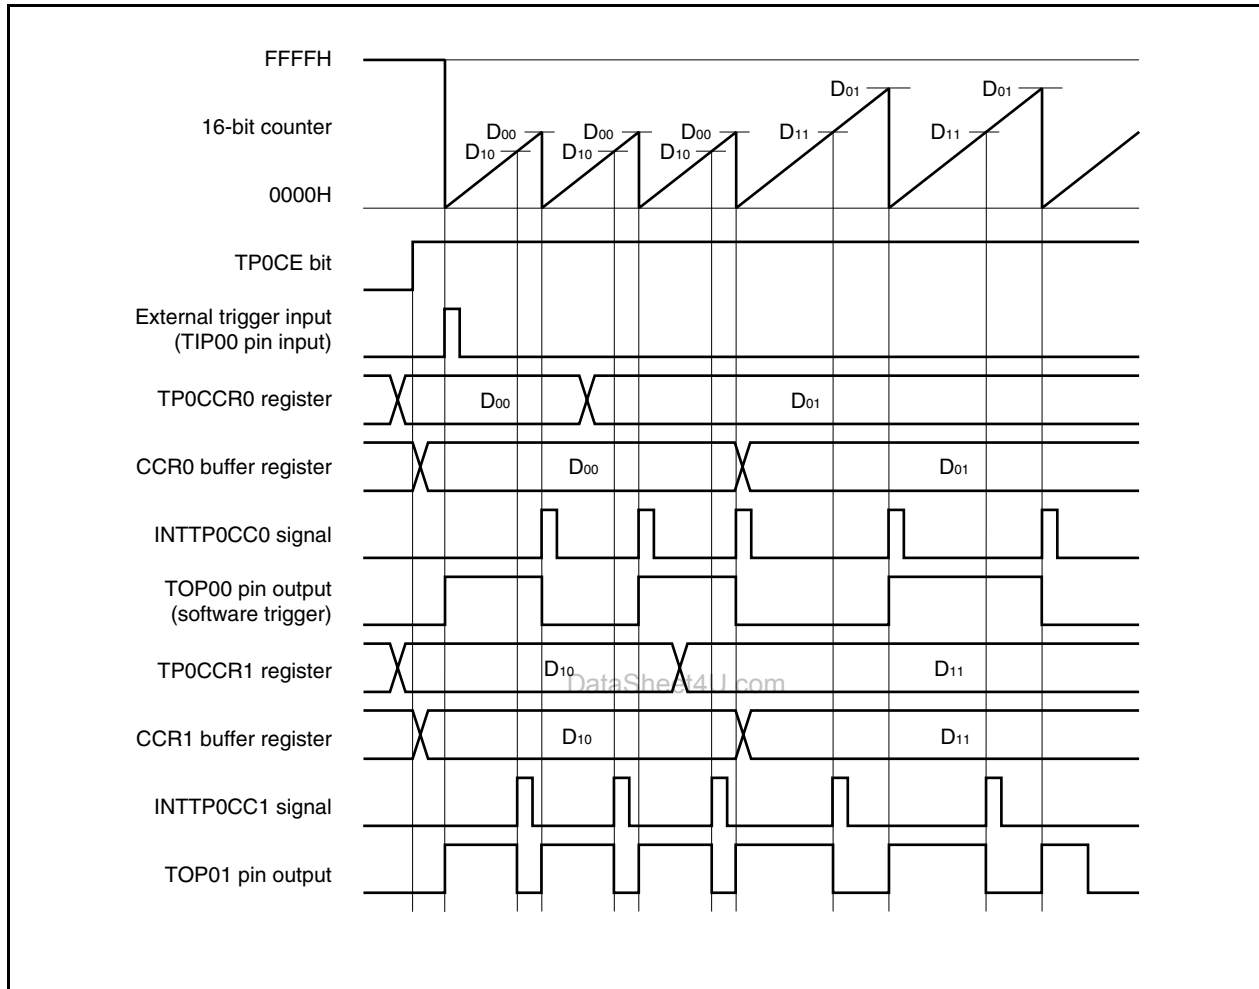 FFFFH
16-bit counter
0000H
D00 D00 D00 D01 D01
D10 D10 D10 D11 D11
TP0CE bit
External trigger input
(TIP00 pin input)
TP0CCR0 register
D00 D01
CCR0 buffer register
D00 D01
INTTP0CC0 signal
TOP00 pin output
(software trigger)
TP0CCR1 register
D10 D11
DataSheet4U.com
CCR1 buffer register
D10 D11
INTTP0CC1 signal
TOP01 pin output